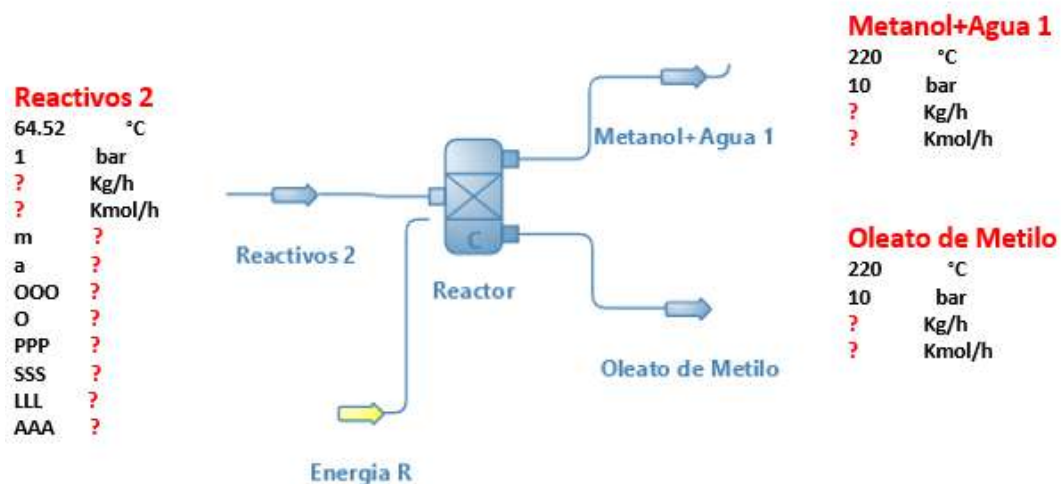 Reactivos 2
64.52 °C
1 bar
? Kg/h
? Kmol/h
m ?
a ?
OOO ?
O ?
PPP ?
SSS ?
LLL ?
AAA ?
Reactivos 2
Reactor
C
Energia R
Metanol+Agua 1
Oleato de Metilo
Metanol+Agua 1
220 °C
10 bar
? Kg/h
? Kmol/h
Oleato de Metilo
220 °C
10 bar
? Kg/h
? Kmol/h